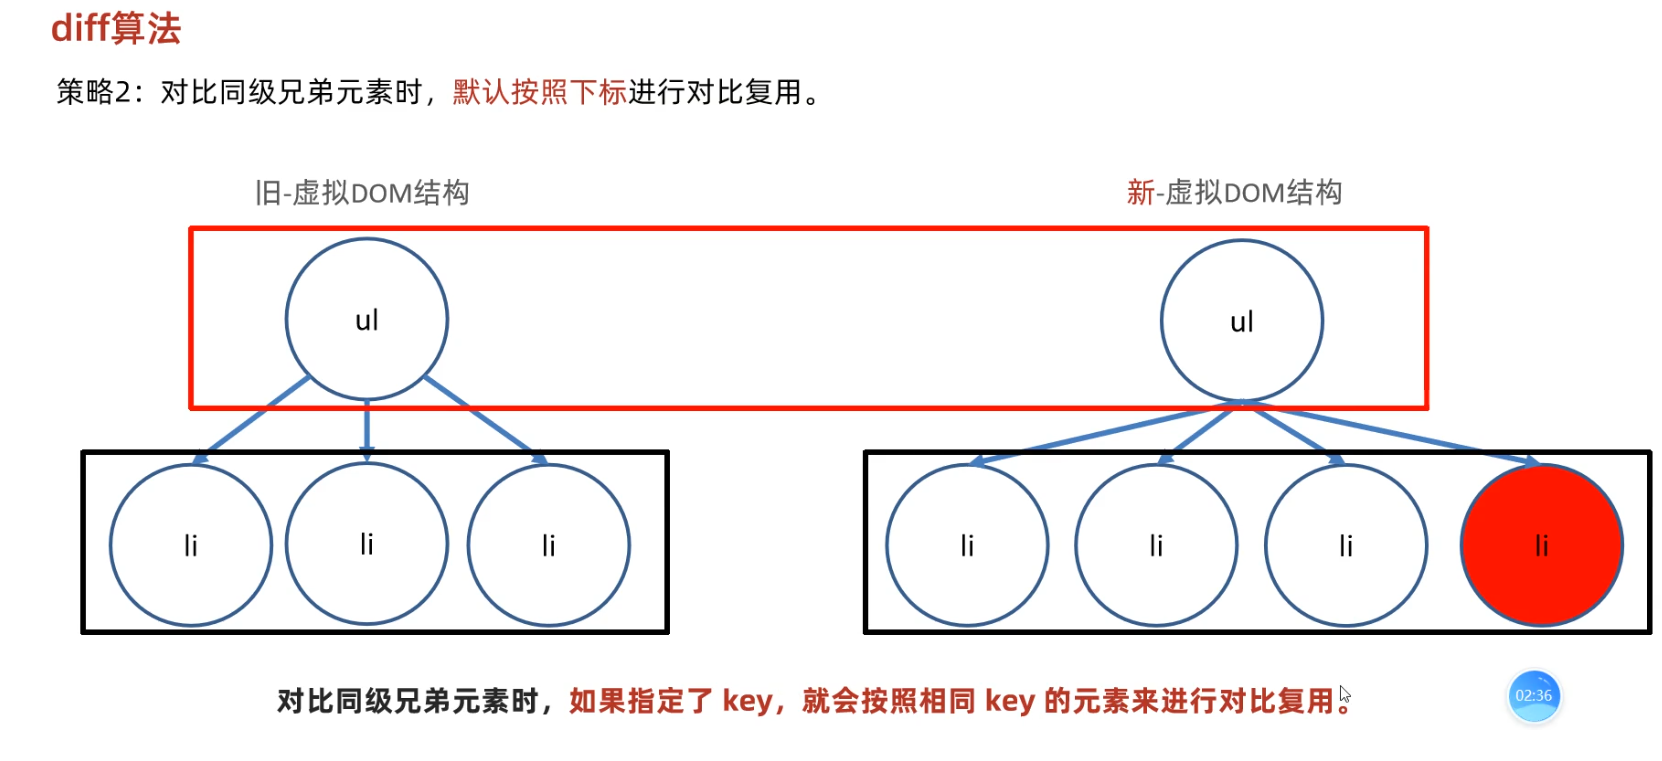 diff算法
策略2：对比同级兄弟元素时，默认按照下标进行对比复用。
旧-虚拟DOM结构
新-虚拟DOM结构
ul
ul
li
li
li
li
li
li
li
对比同级兄弟元素时，如果指定了 key，就会按照相同 key 的元素来进行对比复用。
02:36